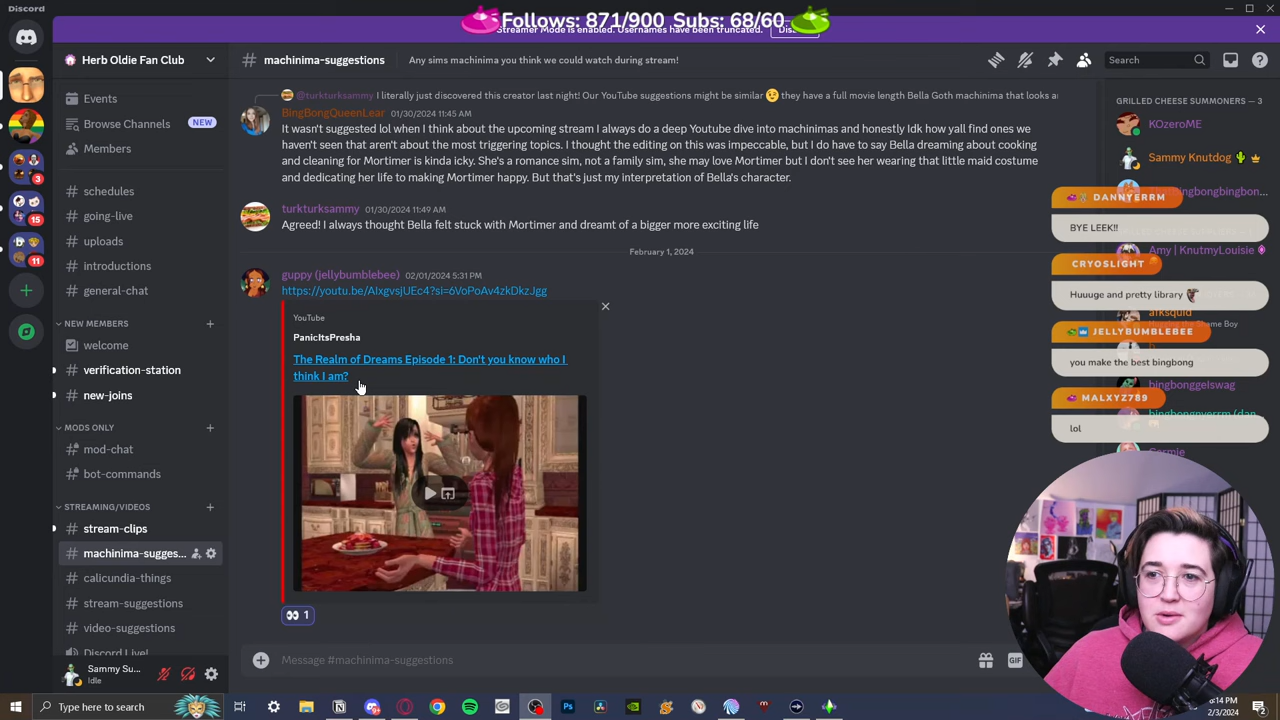 Discord
Follows: 871/900 Subs: 68/60
Streamer Mode is enabled. Usernames have been truncated.
Herb Oldie Fan Club
machinima-suggestions
Any sims machinima you think we could watch during stream!
Search
Events
Browse Channels
NEW
Members
schedules
going-live
uploads
introductions
general-chat
NEW MEMBERS
welcome
verification-station
new-joins
MODS ONLY
mod-chat
bot-commands
STREAMING/VIDEOS
stream-clips
machinima-sugges...
calicundia-things
stream-suggestions
video-suggestions
Discord Live!
3
15
11
Sammy Su...
Idle
@turkturksammy I literally just discovered this creator last night! Our YouTube suggestions might be similar 😉 they have a full movie length Bella Goth machinima that looks
BingBongQueenLear 01/30/2024 11:45 AM
It wasn't suggested lol when I think about the upcoming stream I always do a deep Youtube dive into machinimas and honestly Idk how yall find ones we
haven't seen that aren't about the most triggering topics. I thought the editing on this was impeccable, but I do have to say Bella dreaming about cooking
and cleaning for Mortimer is kinda icky. She's a romance sim, not a family sim, she may love Mortimer but I don't see her wearing that little maid costume
and dedicating her life to making Mortimer happy. But that's just my interpretation of Bella's character.
turkturksammy 01/30/2024 11:49 AM
Agreed! I always thought Bella felt stuck with Mortimer and dreamt of a bigger more exciting life
February 1, 2024
guppy (jellybumblebee) 02/01/2024 5:31 PM
https://youtu.be/AIxgvsjUEc4?si=6VoPoAv4zkDkzJgg
YouTube
PanicItsPresha
The Realm of Dreams Episode 1: Don't you know who I
think I am?
👀 1
Message #machinima-suggestions
GIF
GRILLED CHEESE SUMMONERS — 3
KOzeroME
Sammy Knutdog
DANNYERRM
BYE LEEK!!
Amy | KnutmyLouisie
CRYOSLIGHT
Huuuge and pretty library
afksquid
JELLYBUMBLEBEE
you make the best bingbong
bingbonggelswag
MALXYZ789
lol
Type here to search
2/3/2024